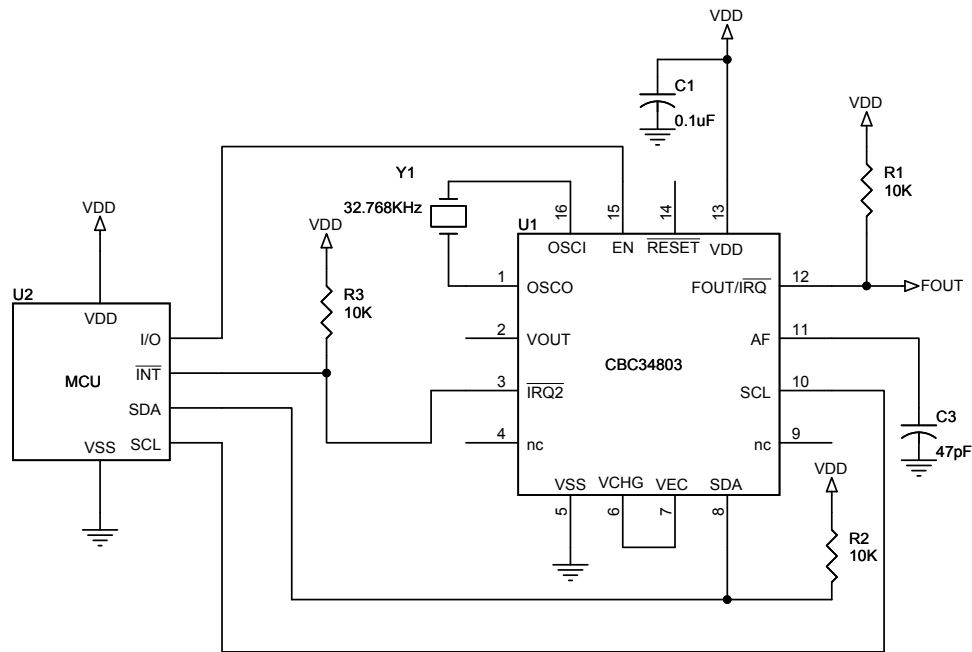 VDD
C1
0.1uF
VDD
R1
10K
Y1
32.768KHz
16
15
14
13
U1
OSCI
EN
RESET
VDD
VDD
VDD
1
OSCO
FOUT/IRQ
12
FOUT
U2
VDD
R3
10K
I/O
2
VOUT
AF
11
CBC34803
MCU
INT
3
IRQ2
SCL
10
SDA
C3
47pF
VSS
SCL
4
nc
nc
9
VDD
VSS
VCHG
VEC
SDA
5
6
7
8
R2
10K